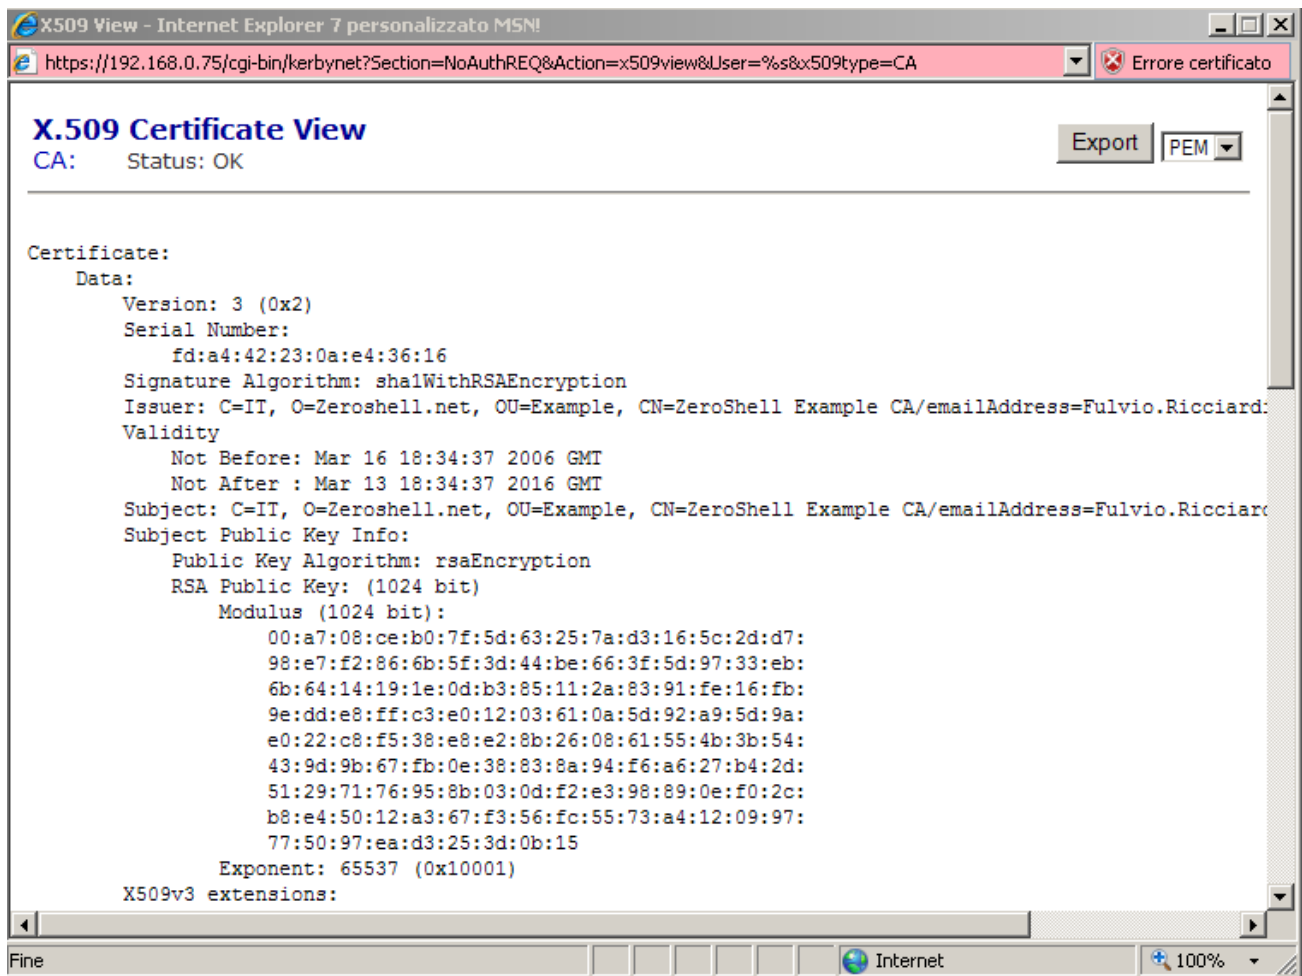 X509 View - Internet Explorer 7 personalizzato MSN!
https://192.168.0.75/cgi-bin/kerbynet?Section=NoAuthREQ&Action=x509view&User=%s&x509type=CA
Errore certificato
X.509 Certificate View
CA: Status: OK
Export PEM
Certificate:
Data:
Version: 3 (0x2)
Serial Number:
fd:a4:42:23:0a:e4:36:16
Signature Algorithm: sha1WithRSAEncryption
Issuer: C=IT, O=Zeroshell.net, OU=Example, CN=ZeroShell Example CA/emailAddress=Fulvio.Ricciardi
Validity
Not Before: Mar 16 18:34:37 2006 GMT
Not After : Mar 13 18:34:37 2016 GMT
Subject: C=IT, O=Zeroshell.net, OU=Example, CN=ZeroShell Example CA/emailAddress=Fulvio.Ricciard
Subject Public Key Info:
Public Key Algorithm: rsaEncryption
RSA Public Key: (1024 bit)
Modulus (1024 bit):
00:a7:08:ce:b0:7f:5d:63:25:7a:d3:16:5c:2d:d7:
98:e7:f2:86:6b:5f:3d:44:be:66:3f:5d:97:33:eb:
6b:64:14:19:1e:0d:b3:85:11:2a:83:91:fe:16:fb:
9e:dd:e8:ff:c3:e0:12:03:61:0a:5d:92:a9:5d:9a:
e0:22:c8:f5:38:e8:e2:8b:26:08:61:55:4b:3b:54:
43:9d:9b:67:fb:0e:38:83:8a:94:f6:a6:27:b4:2d:
51:29:71:76:95:8b:03:0d:f2:e3:98:89:0e:f0:2c:
b8:e4:50:12:a3:67:f3:56:fc:55:73:a4:12:09:97:
77:50:97:ea:d3:25:3d:0b:15
Exponent: 65537 (0x10001)
X509v3 extensions:
Fine
Internet
100%